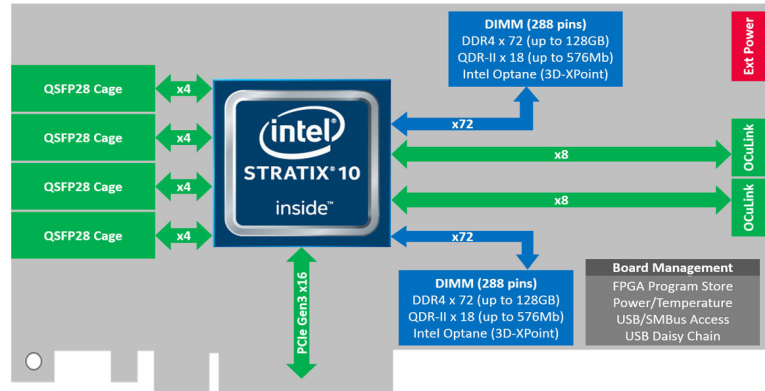 DIMM (288 pins)
DDR4 x 72 (up to 128GB)
QDR-II x 18 (up to 576Mb)
Intel Optane (3D-XPoint)
Ext Power
QSFP28 Cage
x4
QSFP28 Cage
x4
QSFP28 Cage
x4
QSFP28 Cage
x4
intel®
STRATIX® 10
inside™
x72
x8
OCuLink
x8
OCuLink
x72
PCIe Gen3 x16
DIMM (288 pins)
DDR4 x 72 (up to 128GB)
QDR-II x 18 (up to 576Mb)
Intel Optane (3D-XPoint)
Board Management
FPGA Program Store
Power/Temperature
USB/SMBus Access
USB Daisy Chain